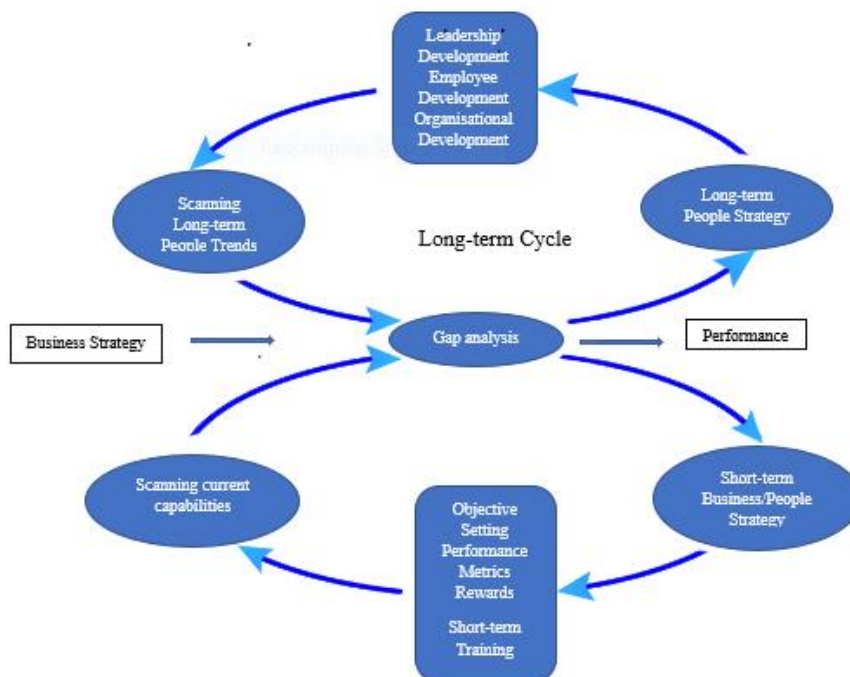 Leadership
Development
Employee
Development
Organisational
Development
Scanning
Long-term
People Trends
Long-term
People Strategy
Long-term Cycle
Business Strategy
Gap analysis
Performance
Scanning current
capabilities
Objective
Setting
Performance
Metrics
Rewards
Short-term
Training
Short-term
Business/People
Strategy